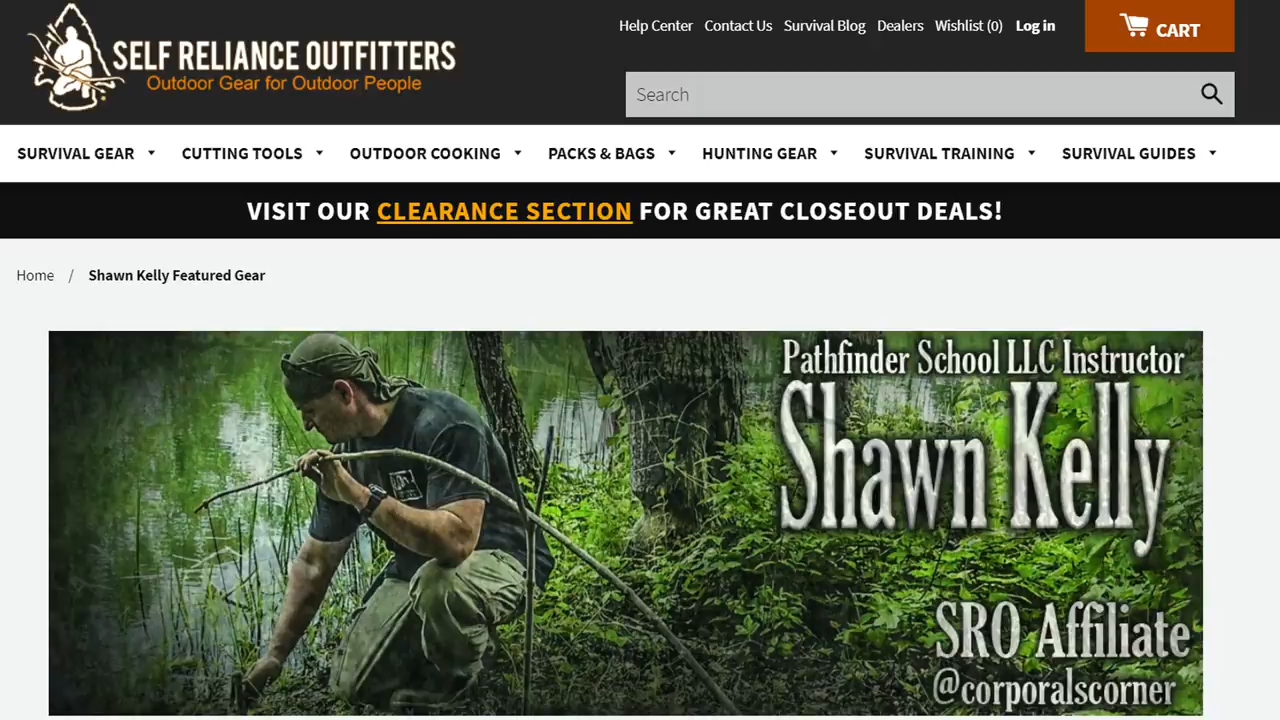 SELF RELIANCE OUTFITTERS
Outdoor Gear for Outdoor People
Help Center Contact Us Survival Blog Dealers Wishlist (0) Log in
CART
Search
SURVIVAL GEAR CUTTING TOOLS OUTDOOR COOKING PACKS & BAGS HUNTING GEAR SURVIVAL TRAINING SURVIVAL GUIDES
VISIT OUR CLEARANCE SECTION FOR GREAT CLOSEOUT DEALS!
Home / Shawn Kelly Featured Gear
Pathfinder School LLC Instructor
Shawn Kelly
SRO Affiliate
@corporalscorner